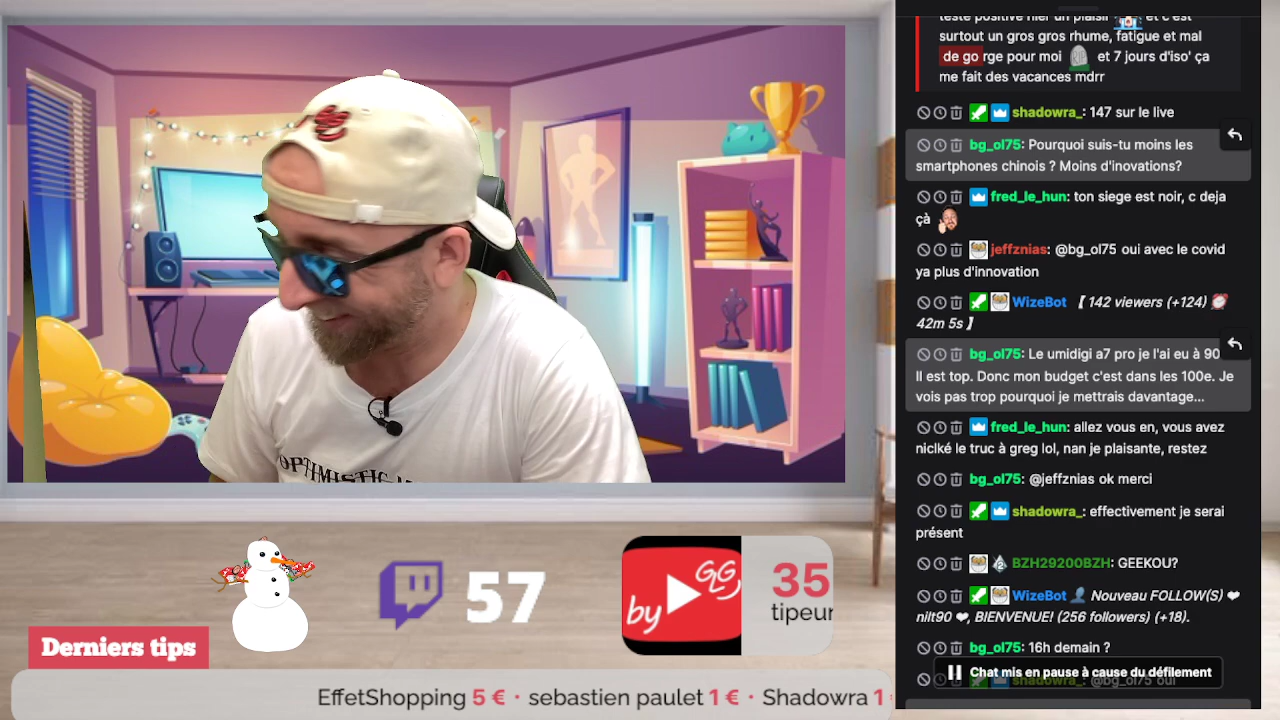 teste positive hier un plaisir et c'est
surtout un gros gros rhume, fatigue et mal
de gorge pour moi et 7 jours d'iso' ça
me fait des vacances mdrr
shadowra_: 147 sur le live
bg_ol75: Pourquoi suis-tu moins les
smartphones chinois ? Moins d'inovations?
fred_le_hun: ton siege est noir, c deja
çà
jeffznias: @bg_ol75 oui avec le covid
ya plus d'innovation
WizeBot 【 142 viewers (+124)
42m 5s 】
bg_ol75: Le umidigi a7 pro je l'ai eu à 90
Il est top. Donc mon budget c'est dans les 100e. Je
vois pas trop pourquoi je mettrais davantage...
fred_le_hun: allez vous en, vous avez
niclké le truc à greg lol, nan je plaisante, restez
bg_ol75: @jeffznias ok merci
shadowra_: effectivement je serai
présent
BZH29200BZH: GEEKOU?
WizeBot Nouveau FOLLOW(S) ❤
nilt90 ❤, BIENVENUE! (256 followers) (+18).
bg_ol75: 16h demain ?
Chat mis en pause à cause du défilement
shadowra_: @bg_ol75 oui
OPTIMISTIC
57
by GG
35
tipeur
Derniers tips
EffetShopping 5 € · sebastien paulet 1 € · Shadowra 1